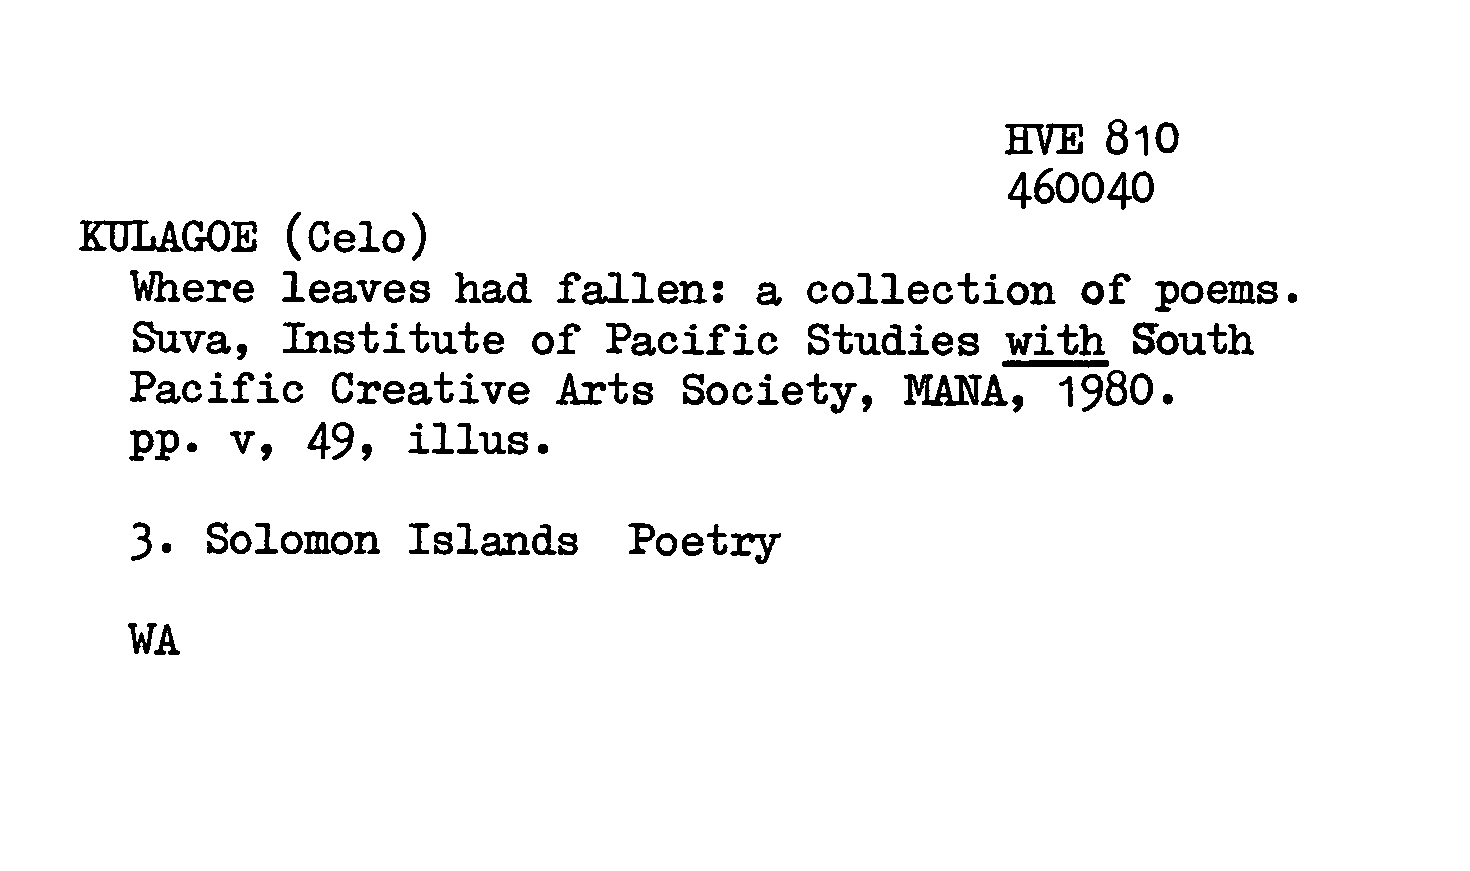 HVE 810
460040
KULAGOE (Celo)
Where leaves had fallen: a collection of poems.
Suva, Institute of Pacific Studies with South
Pacific Creative Arts Society, MANA, 1980.
pp. v, 49, illus.
3. Solomon Islands  Poetry
WA